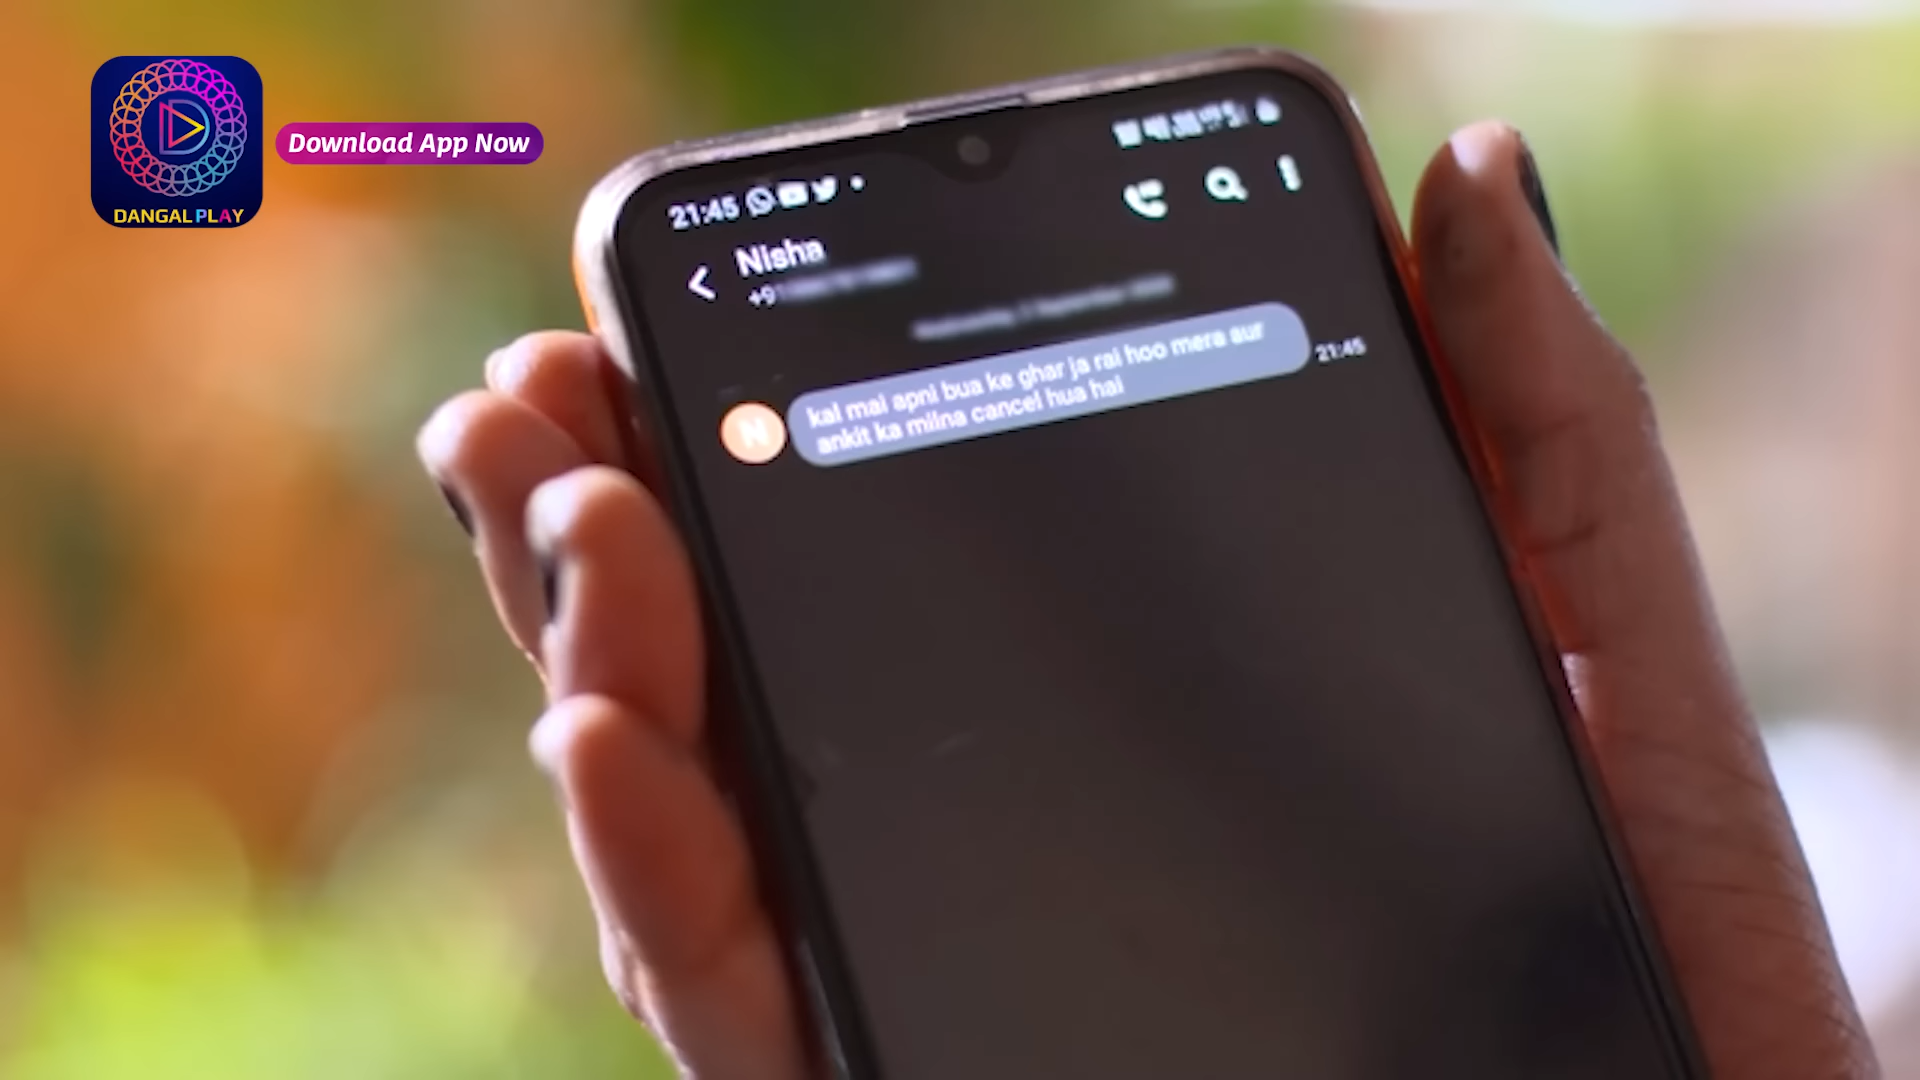 DANGAL PLAY
Download App Now
21:45
Nisha
+91
kal mai apni bua ke ghar ja rai hoo mera aur
ankit ka milna cancel hua hai
21:45
N